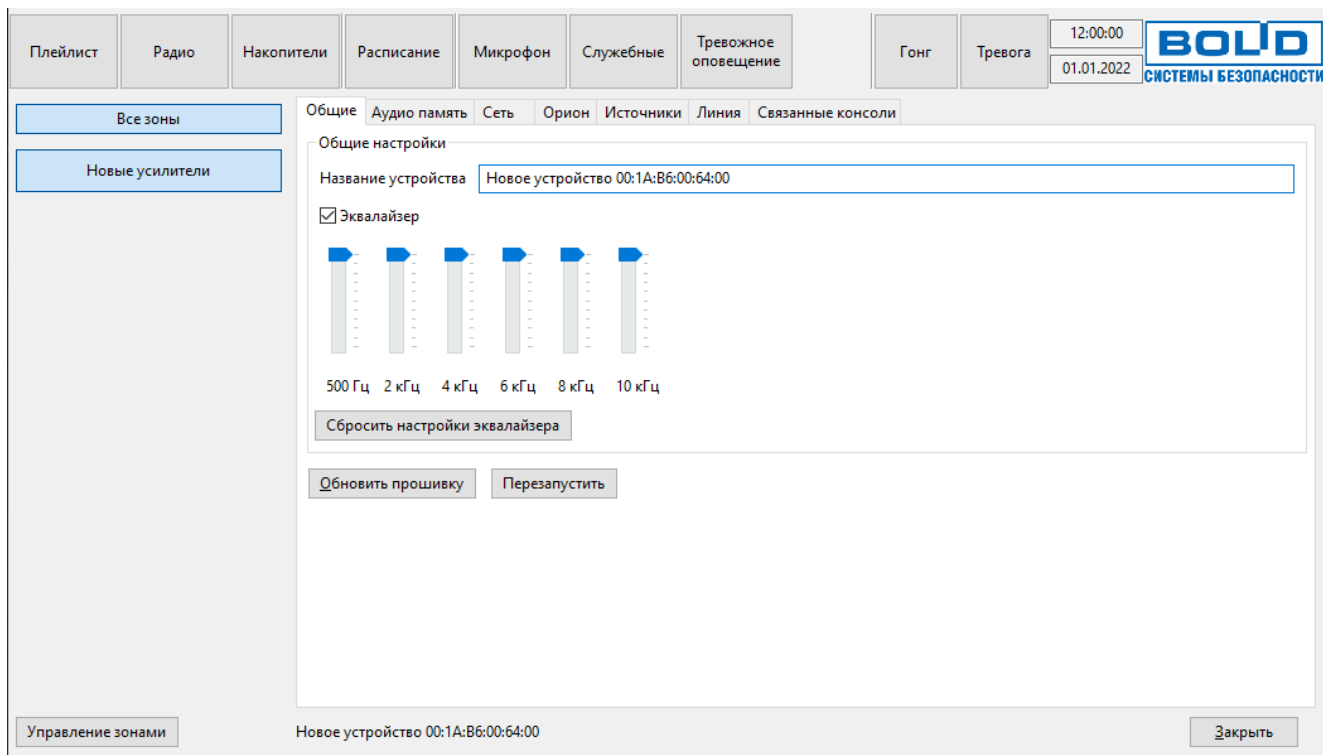 Плейлист
Радио
Накопители
Расписание
Микрофон
Служебные
Тревожное
оповещение
Гонг
Тревога
12:00:00
01.01.2022
BOLID
СИСТЕМЫ БЕЗОПАСНОСТИ
Все зоны
Новые усилители
Общие
Аудио память
Сеть
Орион
Источники
Линия
Связанные консоли
Общие настройки
Название устройства
Новое устройство 00:1A:B6:00:64:00
Эквалайзер
500 Гц
2 кГц
4 кГц
6 кГц
8 кГц
10 кГц
Сбросить настройки эквалайзера
Обновить прошивку
Перезапустить
Управление зонами
Новое устройство 00:1A:B6:00:64:00
Закрыть